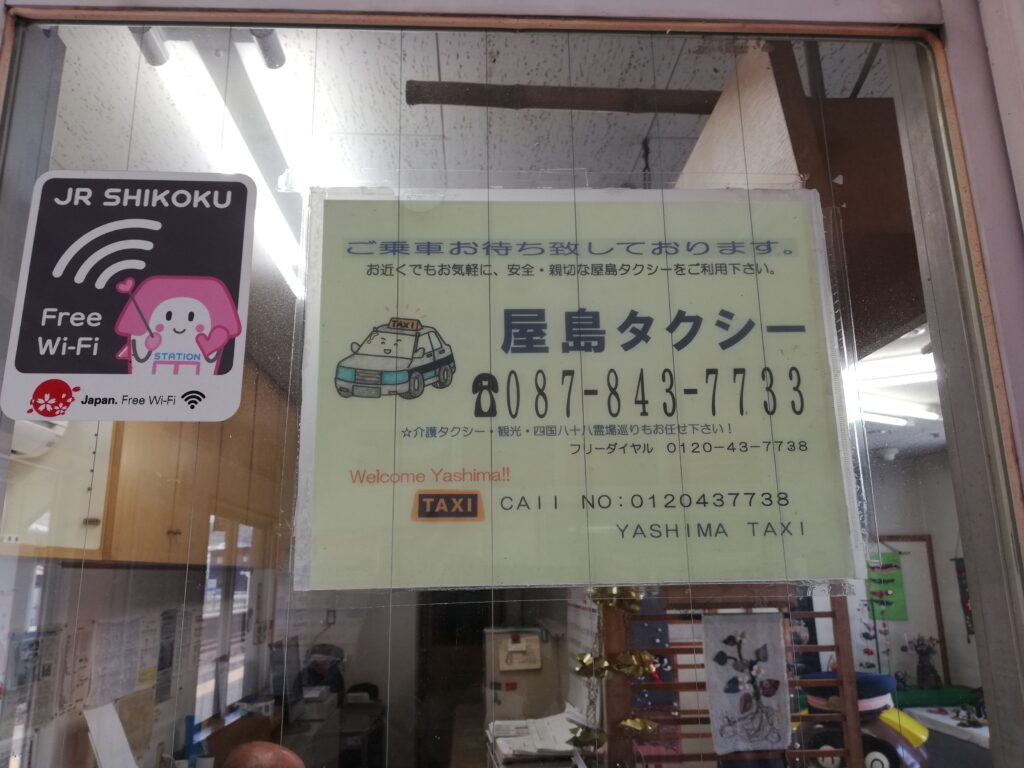 JR SHIKOKU
Free
Wi-Fi
STATION
Japan. Free Wi-Fi
ご乗車お待ち致しております。
お近くでもお気軽に、安全・親切な屋島タクシーをご利用下さい。
TAXI
屋島タクシー
☎087-843-7733
☆介護タクシー・観光・四国八十八霊場巡りもお任せ下さい！
フリーダイヤル 0120-43-7738
Welcome Yashima!!
TAXI CAll NO:0120437738
YASHIMA TAXI